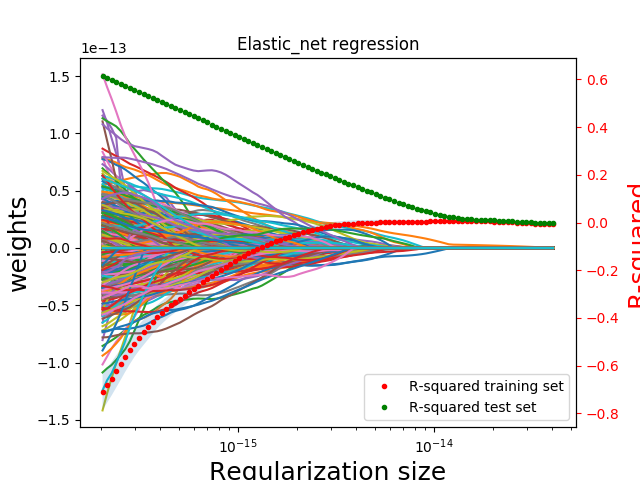 Elastic_net regression
1e−13
1.5
1.0
0.5
0.0
−0.5
−1.0
−1.5
weights
0.6
0.4
0.2
0.0
−0.2
−0.4
−0.6
−0.8
R-squared
R-squared training set
R-squared test set
10⁻¹⁵
10⁻¹⁴
Regularization size